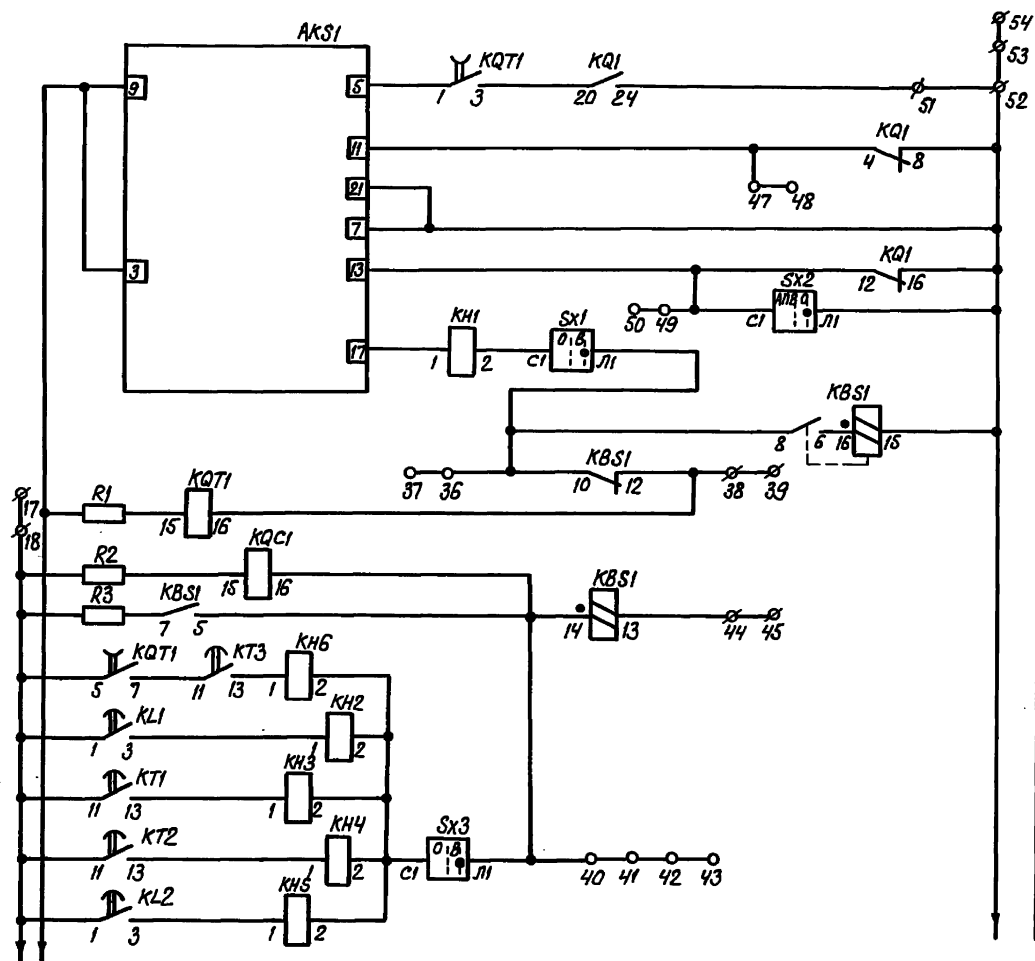 54
AKS1
53
9
5
KQT1
KQ1
1 3
20 24
51
52
11
KQ1
4 8
21
47 48
7
3
13
KQ1
12 16
SX2
АПВ О
50 49
С1 Л1
KH1
SX1
О В
17
1 2
С1 Л1
KBS1
8 6 16 15
KBS1
37 36
10 12
38 39
17
R1
KQT1
15 16
18
R2
KQC1
15 16
R3
KBS1
7 5
KBS1
14 13
44 45
KQT1
KT3
KH6
5 7
11 13
1 2
KL1
KH2
1 3
1 2
KT1
KH3
11 13
1 2
KT2
KH4
SX3
О В
11 13
1 2
С1 Л1
40 41 42 43
KL2
KH5
1 3
1 2